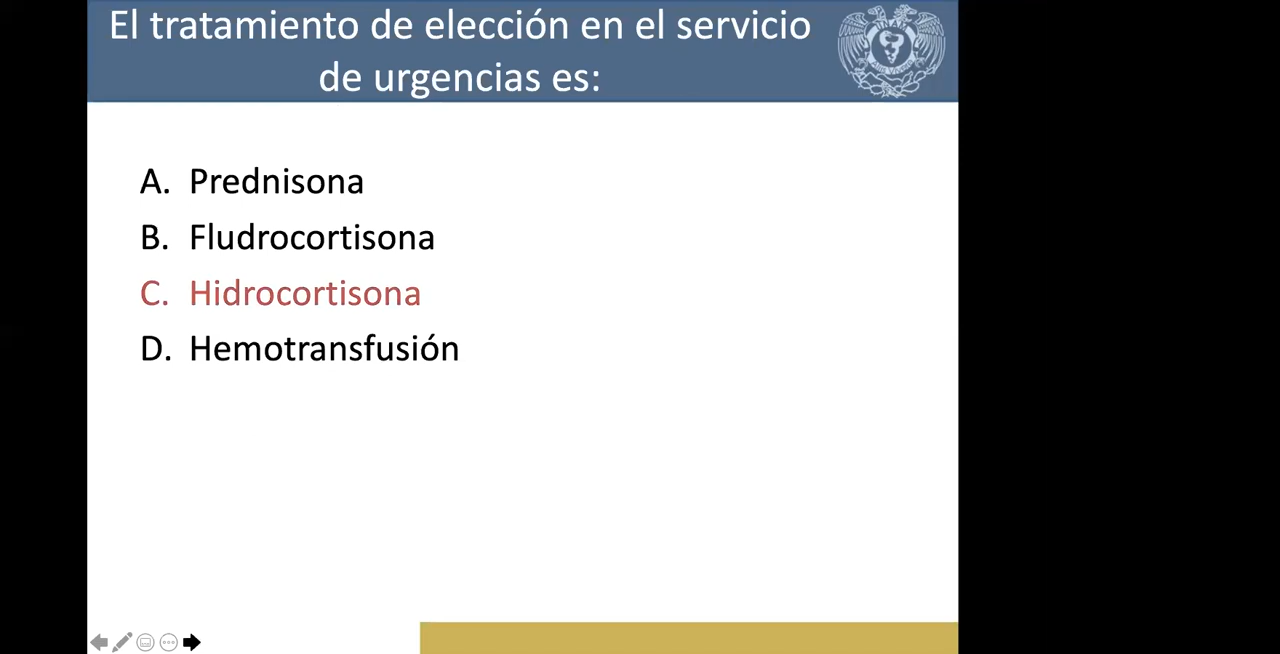 El tratamiento de elección en el servicio
de urgencias es:
A. Prednisona
B. Fludrocortisona
C. Hidrocortisona
D. Hemotransfusión